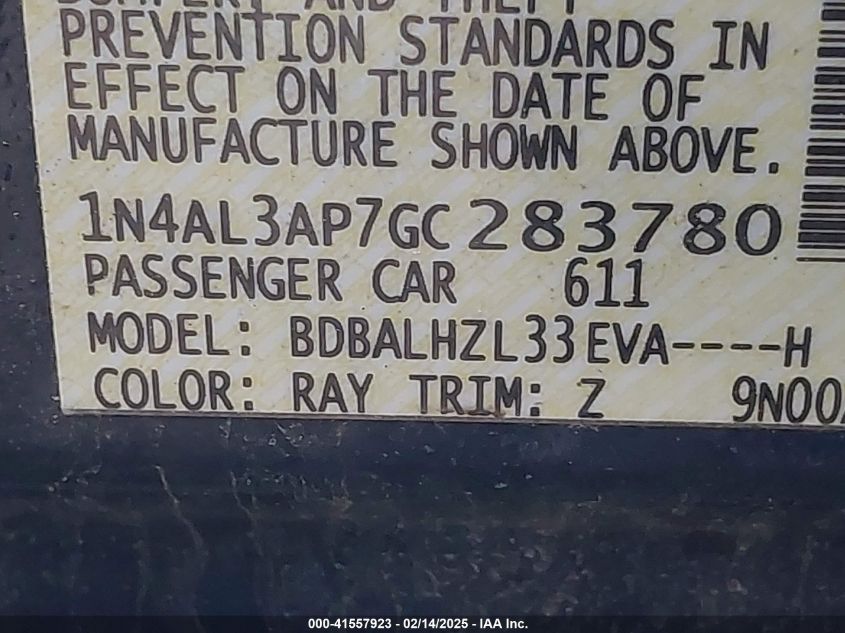 PREVENTION STANDARDS IN
EFFECT ON THE DATE OF
MANUFACTURE SHOWN ABOVE.
1N4AL3AP7GC283780
PASSENGER CAR 611
MODEL: BDBALHZL33EVA----H
COLOR: RAY TRIM: Z 9N00
000-41557923 - 02/14/2025 - IAA Inc.